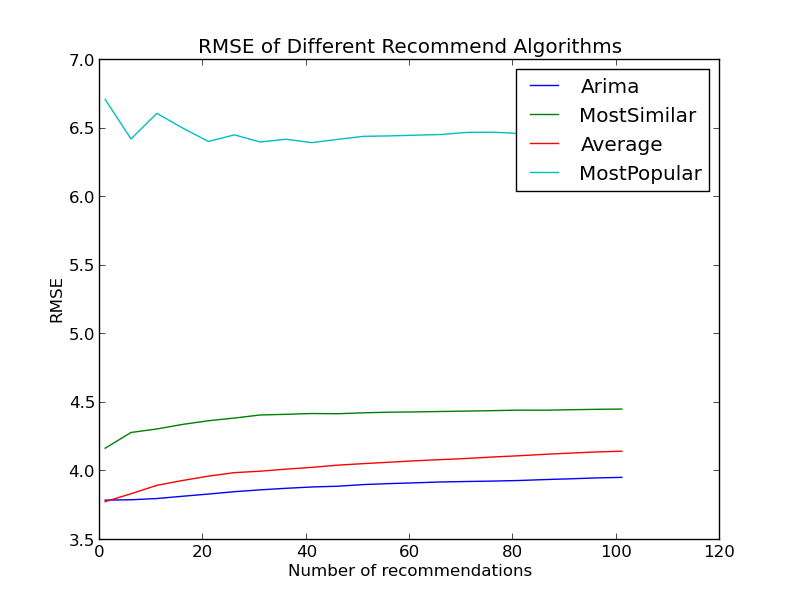 RMSE of Different Recommend Algorithms
7.0
6.5
6.0
5.5
5.0
4.5
4.0
3.5
RMSE
Arima
MostSimilar
Average
MostPopular
0 20 40 60 80 100 120
Number of recommendations